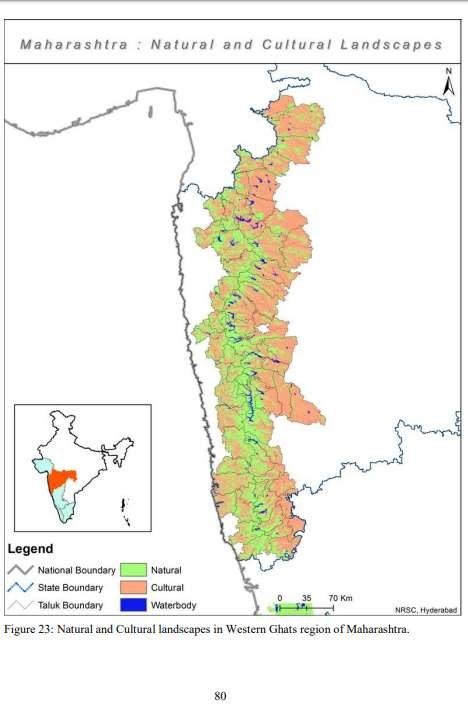 Maharashtra : Natural and Cultural Landscapes
N
Legend
National Boundary
Natural
State Boundary
Cultural
Taluk Boundary
Waterbody
0 35 70 Km
NRSC, Hyderabad
Figure 23: Natural and Cultural landscapes in Western Ghats region of Maharashtra.
80